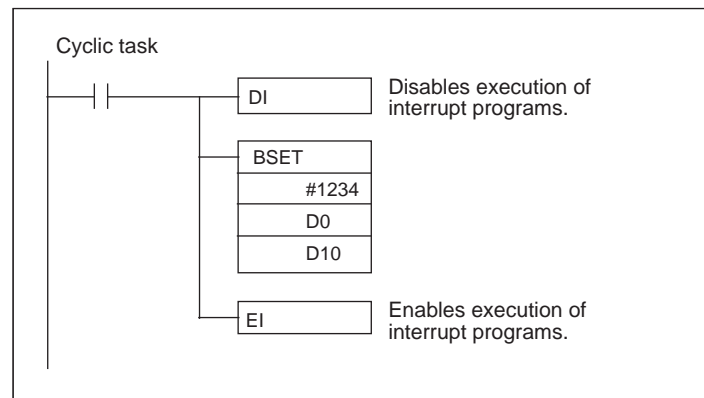 Cyclic task
DI
Disables execution of
interrupt programs.
BSET
#1234
D0
D10
EI
Enables execution of
interrupt programs.